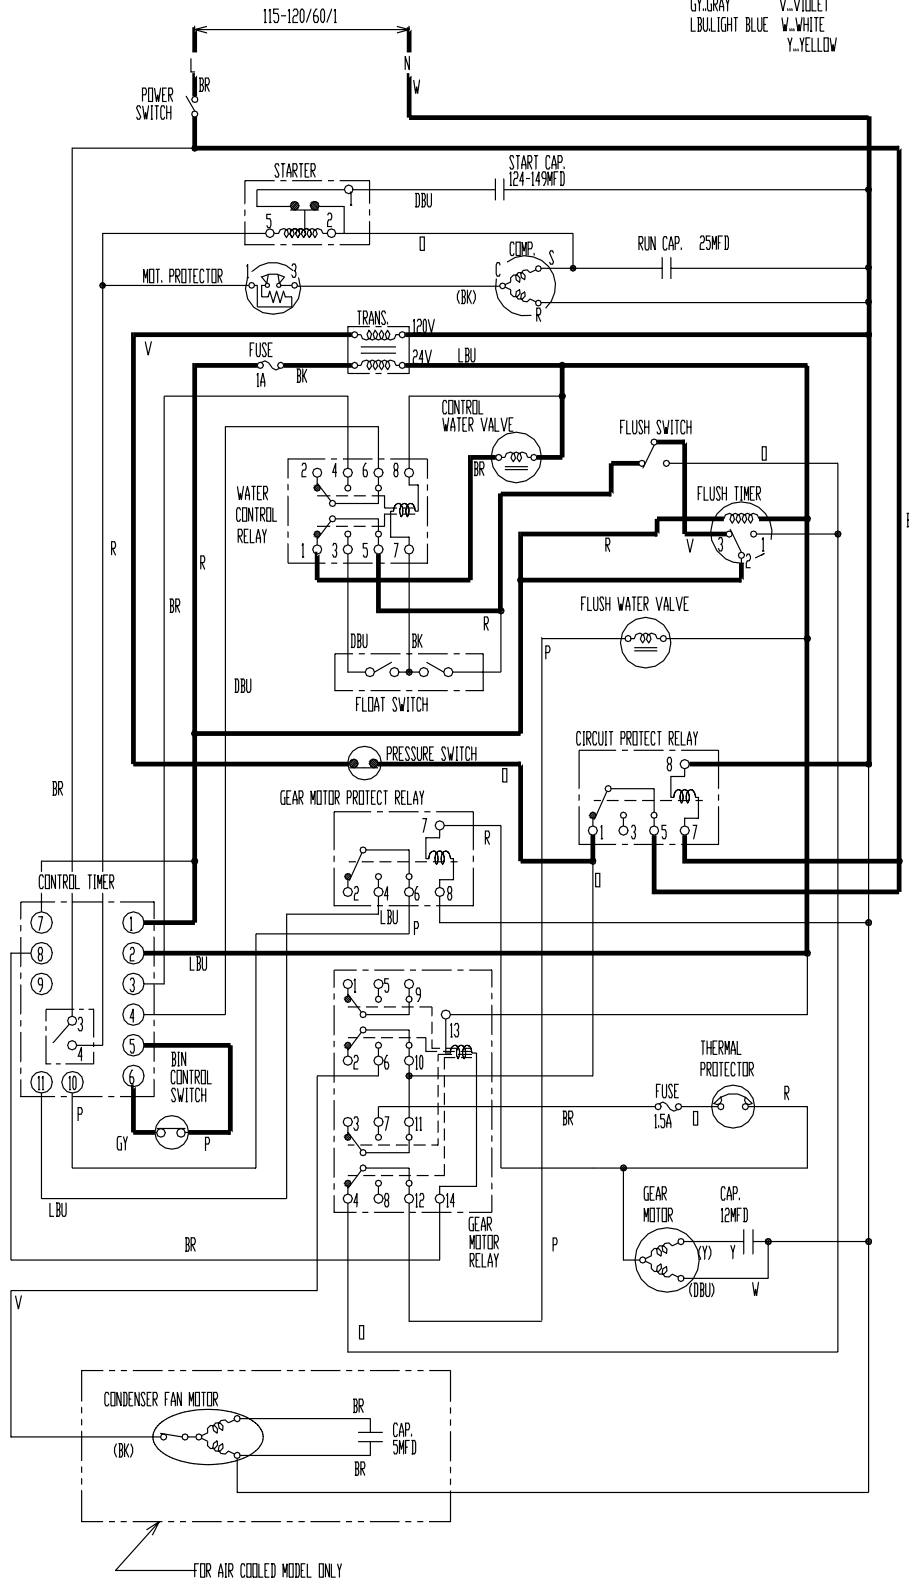 115-120/60/1
GY..GRAY V...VIOLET
LBU.LIGHT BLUE W...WHITE
Y...YELLOW
L
N
BR
W
POWER
SWITCH
STARTER
START CAP.
124-149MFD
1
DBU
5
2
O
COMP.
S
RUN CAP. 25MFD
MOT. PROTECTOR
1
3
C
(BK)
R
TRANS.
120V
V
FUSE
24V
LBU
1A
BK
CONTROL
WATER VALVE
FLUSH SWITCH
BR
O
2 4 6 8
WATER
CONTROL
RELAY
FLUSH TIMER
R
R
1 3 5 7
R
V
3
1
2
BR
FLUSH WATER VALVE
R
DBU
BK
P
DBU
FLOAT SWITCH
CIRCUIT PROTECT RELAY
PRESSURE SWITCH
8
O
BR
GEAR MOTOR PROTECT RELAY
7
R
1 3 5 7
O
CONTROL TIMER
2 4 6 8
LBU
P
7
1
8
2
LBU
9
3
1 5 9
4
13
3
4
5
BIN
CONTROL
SWITCH
2 6 10
THERMAL
PROTECTOR
11 10
6
P
FUSE
1.5A
O
R
3 7 11
BR
GY
P
LBU
4 8 12 14
GEAR
MOTOR
CAP.
12MFD
GEAR
MOTOR
RELAY
BR
P
(Y)
Y
(DBU)
W
V
O
CONDENSER FAN MOTOR
BR
CAP.
5MFD
(BK)
BR
FOR AIR COOLED MODEL ONLY